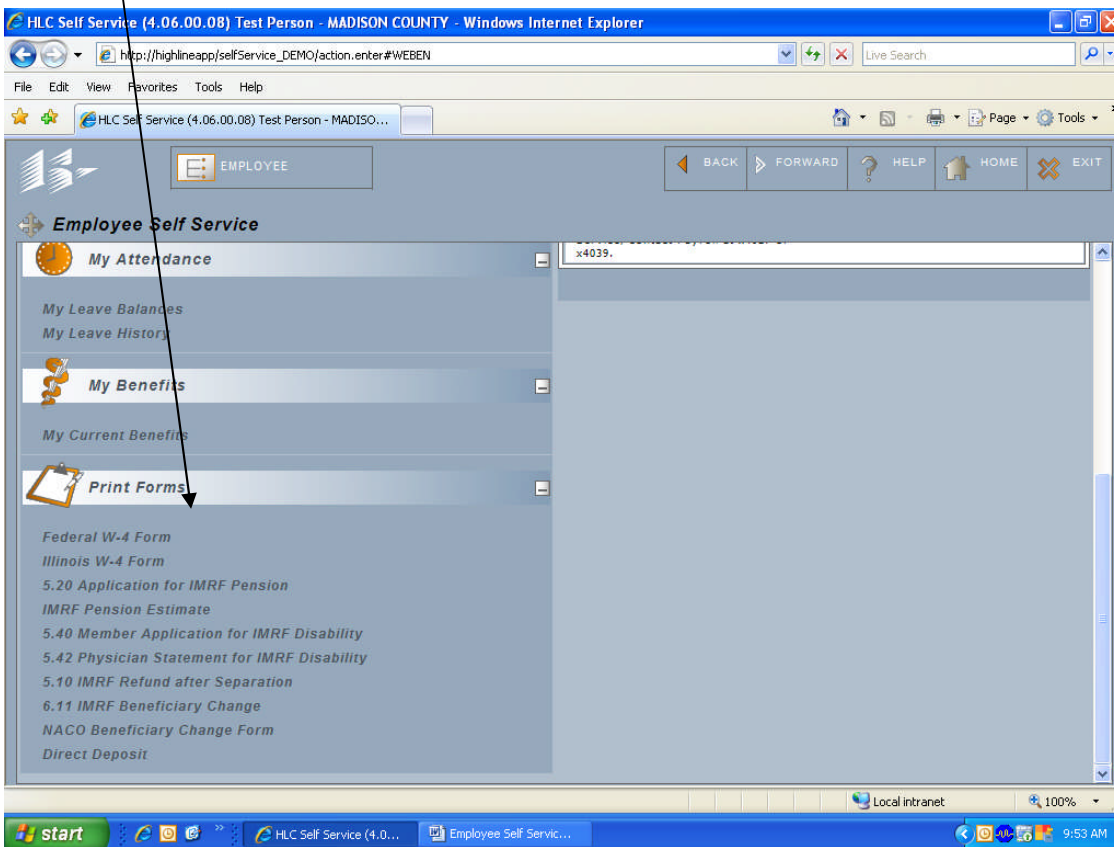 HLC Self Service (4.06.00.08) Test Person - MADISON COUNTY - Windows Internet Explorer
http://highlineapp/selfService_DEMO/action.enter#WEBEN
Live Search
File Edit View Favorites Tools Help
HLC Self Service (4.06.00.08) Test Person - MADISO...
Page Tools
EMPLOYEE
BACK FORWARD HELP HOME EXIT
Employee Self Service
My Attendance
x4039.
My Leave Balances
My Leave History
My Benefits
My Current Benefits
Print Forms
Federal W-4 Form
Illinois W-4 Form
5.20 Application for IMRF Pension
IMRF Pension Estimate
5.40 Member Application for IMRF Disability
5.42 Physician Statement for IMRF Disability
5.10 IMRF Refund after Separation
6.11 IMRF Beneficiary Change
NACO Beneficiary Change Form
Direct Deposit
Local intranet 100%
start HLC Self Service (4.0... Employee Self Servic... 9:53 AM